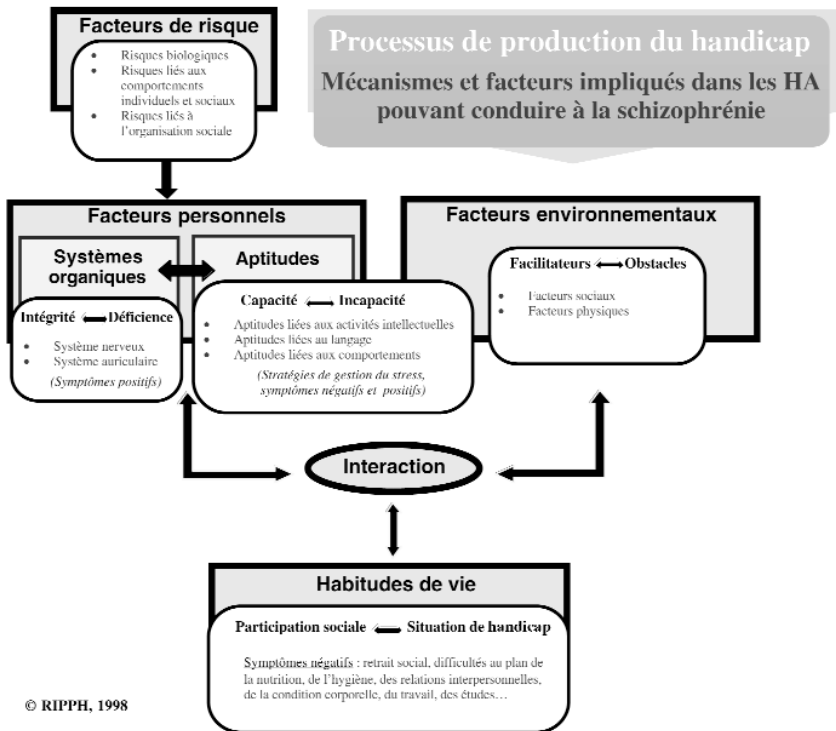 Facteurs de risque
• Risques biologiques
• Risques liés aux
comportements
individuels et sociaux
• Risques liés à
l'organisation sociale
Processus de production du handicap
Mécanismes et facteurs impliqués dans les HA
pouvant conduire à la schizophrénie
Facteurs personnels
Systèmes
organiques
Aptitudes
Intégrité Déficience
• Système nerveux
• Système auriculaire
(Symptômes positifs)
Capacité Incapacité
• Aptitudes liées aux activités intellectuelles
• Aptitudes liées au langage
• Aptitudes liées aux comportements
(Stratégies de gestion du stress,
symptômes négatifs et positifs)
Facteurs environnementaux
Facilitateurs Obstacles
• Facteurs sociaux
• Facteurs physiques
Interaction
Habitudes de vie
Participation sociale Situation de handicap
Symptômes négatifs : retrait social, difficultés au plan de
la nutrition, de l'hygiène, des relations interpersonnelles,
de la condition corporelle, du travail, des études…
© RIPPH, 1998